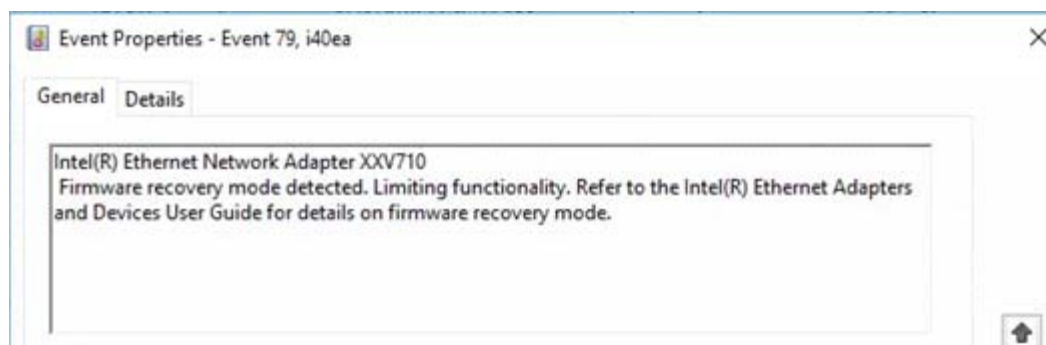 Event Properties - Event 79, i40ea
General Details
Intel(R) Ethernet Network Adapter XXV710
Firmware recovery mode detected. Limiting functionality. Refer to the Intel(R) Ethernet Adapters
and Devices User Guide for details on firmware recovery mode.